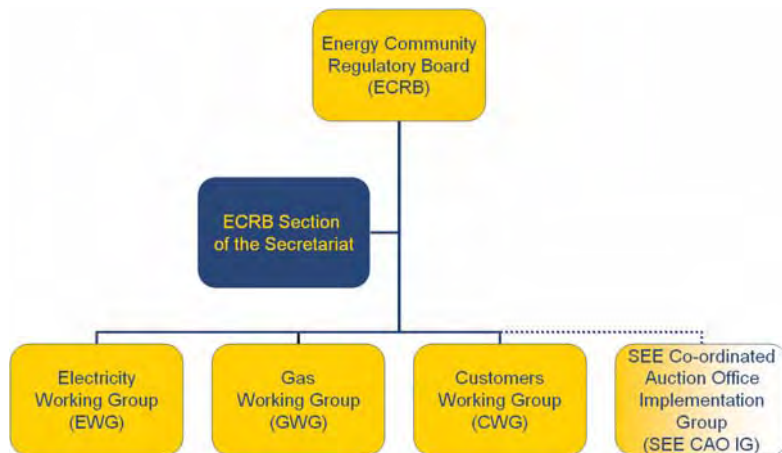 Energy Community
Regulatory Board
(ECRB)
ECRB Section
of the Secretariat
Electricity
Working Group
(EWG)
Gas
Working Group
(GWG)
Customers
Working Group
(CWG)
SEE Co-ordinated
Auction Office
Implementation
Group
(SEE CAO IG)